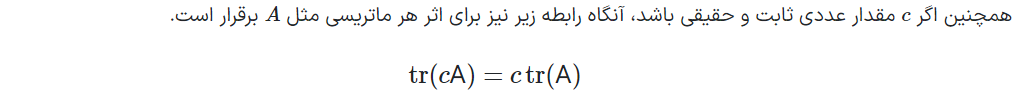 همچنین اگر c مقدار عددی ثابت و حقیقی باشد، آنگاه رابطه زیر نیز برای اثر هر ماتریسی مثل A برقرار است.
tr(cA) = c tr(A)